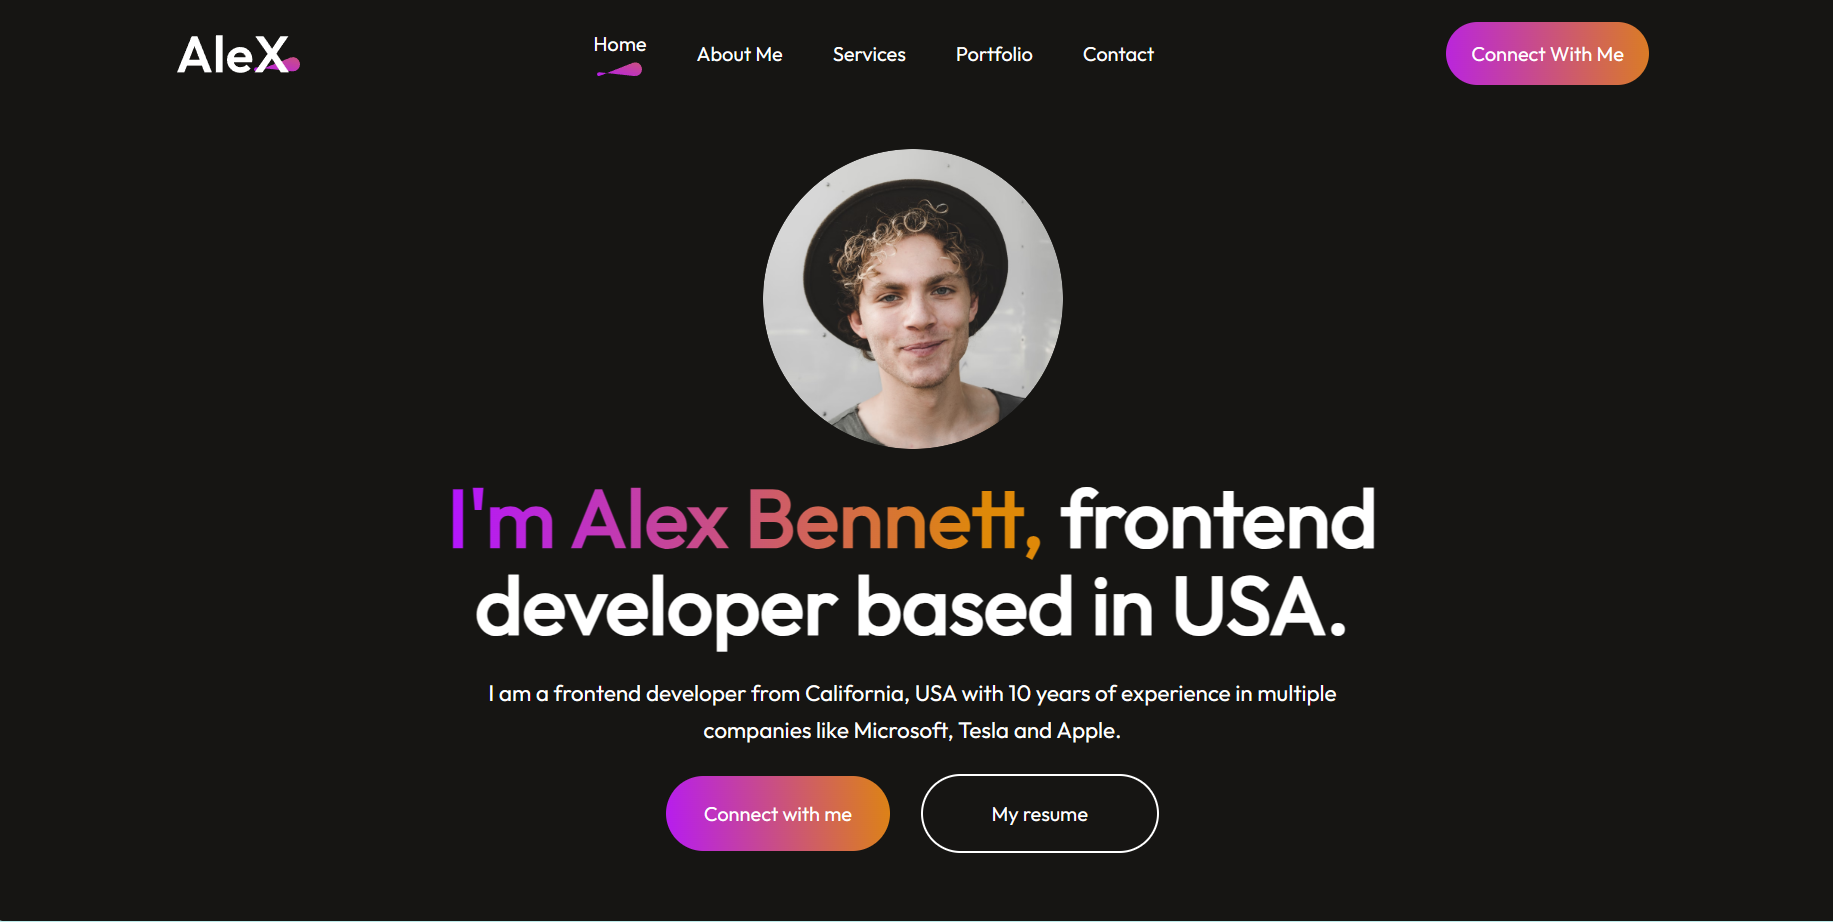 AleX
Home
About Me
Services
Portfolio
Contact
Connect With Me
I'm Alex Bennett, frontend
developer based in USA.
I am a frontend developer from California, USA with 10 years of experience in multiple
companies like Microsoft, Tesla and Apple.
Connect with me
My resume